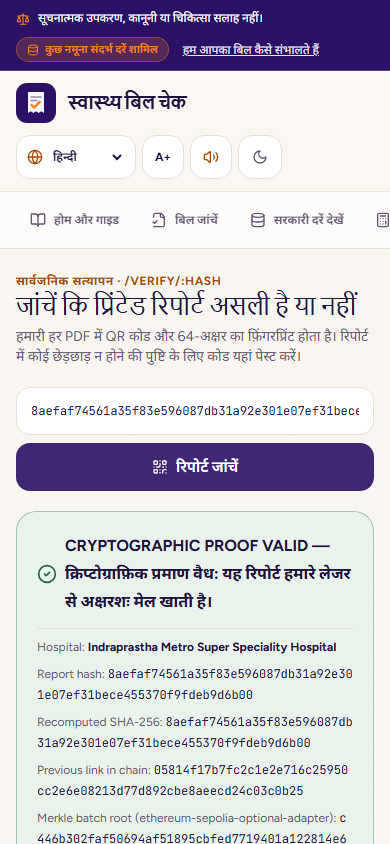 सूचनात्मक उपकरण, कानूनी या चिकित्सा सलाह नहीं।
कुछ नमूना संदर्भ दरें शामिल
हम आपका बिल कैसे संभालते हैं
स्वास्थ्य बिल चेक
हिन्दी
A+
होम और गाइड
बिल जांचें
सरकारी दरें देखें
सार्वजनिक सत्यापन · /VERIFY/:HASH
जांचें कि प्रिंटेड रिपोर्ट असली है या नहीं
हमारी हर PDF में QR कोड और 64-अक्षर का फ़िंगरप्रिंट होता है। रिपोर्ट
में कोई छेड़छाड़ न होने की पुष्टि के लिए कोड यहां पेस्ट करें।
8aefaf74561a35f83e596087db31a92e301e07ef31bece
रिपोर्ट जांचें
CRYPTOGRAPHIC PROOF VALID —
क्रिप्टोग्राफ़िक प्रमाण वैध: यह रिपोर्ट हमारे लेजर
से अक्षरशः मेल खाती है।
Hospital: Indraprastha Metro Super Speciality Hospital
Report hash: 8aefaf74561a35f83e596087db31a92e30
1e07ef31bece455370f9fdeb9d6b00
Recomputed SHA-256: 8aefaf74561a35f83e596087db
31a92e301e07ef31bece455370f9fdeb9d6b00
Previous link in chain: 05814f17b7fc2c1e2e716c25950
cc2e6e08213d77d892cbe8aeecd24c03c0b25
Merkle batch root (ethereum-sepolia-optional-adapter): c
446b302faf50694af51895cbfed7719401a122814e6